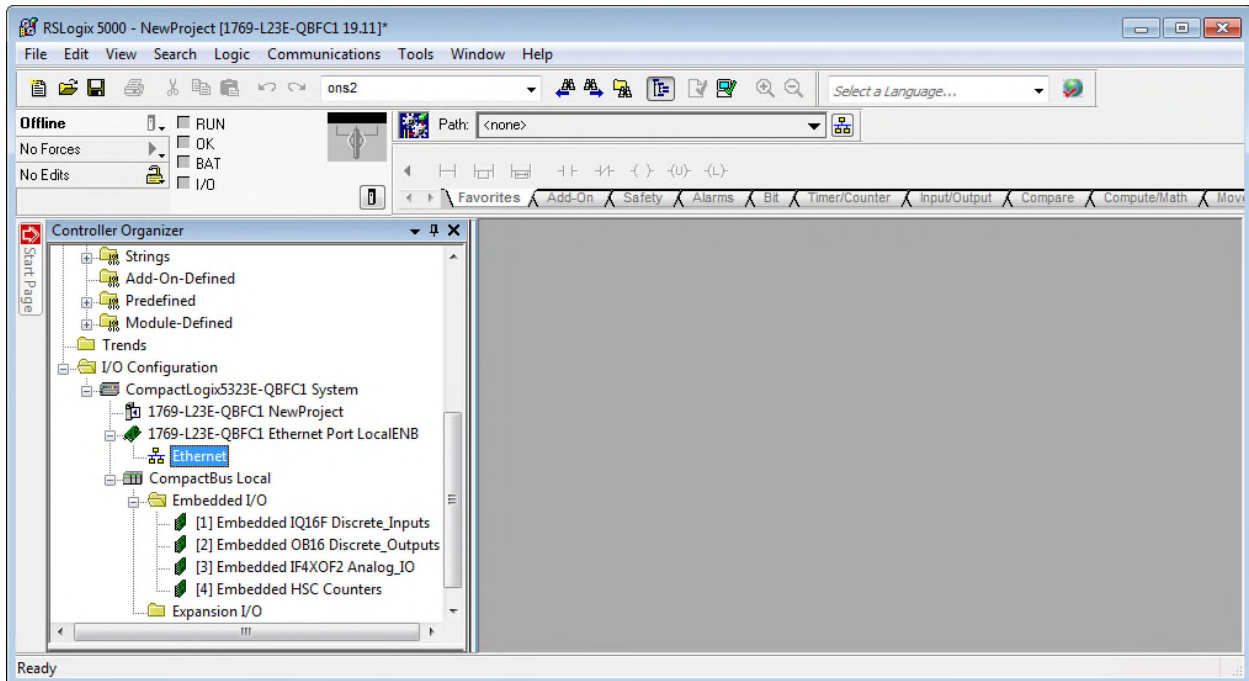 RSLogix 5000 - NewProject [1769-L23E-QBFC1 19.11]*
File Edit View Search Logic Communications Tools Window Help
ons2
Select a Language...
Offline
RUN
No Forces
OK
No Edits
BAT
I/O
Path: <none>
Favorites Add-On Safety Alarms Bit Timer/Counter Input/Output Compare Compute/Math Move
Start Page
Controller Organizer
Strings
Add-On-Defined
Predefined
Module-Defined
Trends
I/O Configuration
CompactLogix5323E-QBFC1 System
1769-L23E-QBFC1 NewProject
1769-L23E-QBFC1 Ethernet Port LocalENB
Ethernet
CompactBus Local
Embedded I/O
[1] Embedded IQ16F Discrete_Inputs
[2] Embedded OB16 Discrete_Outputs
[3] Embedded IF4XOF2 Analog_IO
[4] Embedded HSC Counters
Expansion I/O
Ready